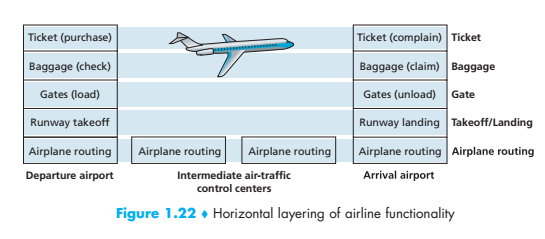 Ticket (purchase) Ticket (complain) Ticket
Baggage (check) Baggage (claim) Baggage
Gates (load) Gates (unload) Gate
Runway takeoff Runway landing Takeoff/Landing
Airplane routing Airplane routing Airplane routing Airplane routing Airplane routing
Departure airport Intermediate air-traffic Arrival airport
control centers
Figure 1.22 ♦ Horizontal layering of airline functionality